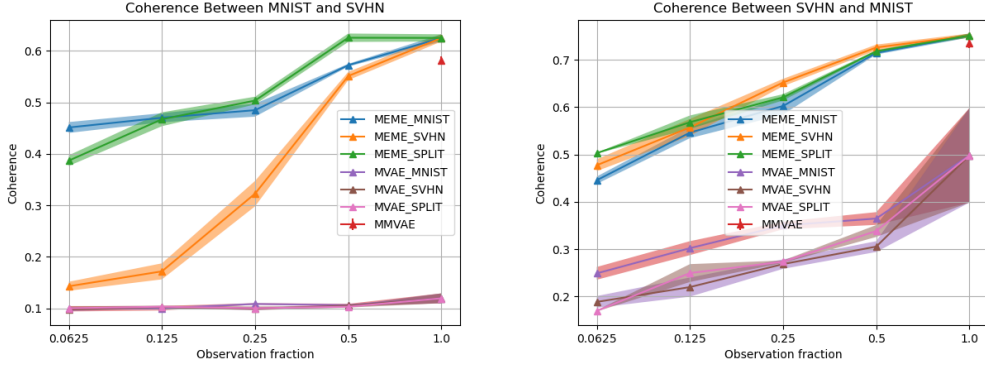 Coherence Between MNIST and SVHN
Coherence
0.6
0.5
0.4
0.3
0.2
0.1
MEME_MNIST
MEME_SVHN
MEME_SPLIT
MVAE_MNIST
MVAE_SVHN
MVAE_SPLIT
MMVAE
0.0625 0.125 0.25 0.5 1.0
Observation fraction
Coherence Between SVHN and MNIST
Coherence
0.7
0.6
0.5
0.4
0.3
0.2
MEME_MNIST
MEME_SVHN
MEME_SPLIT
MVAE_MNIST
MVAE_SVHN
MVAE_SPLIT
MMVAE
0.0625 0.125 0.25 0.5 1.0
Observation fraction